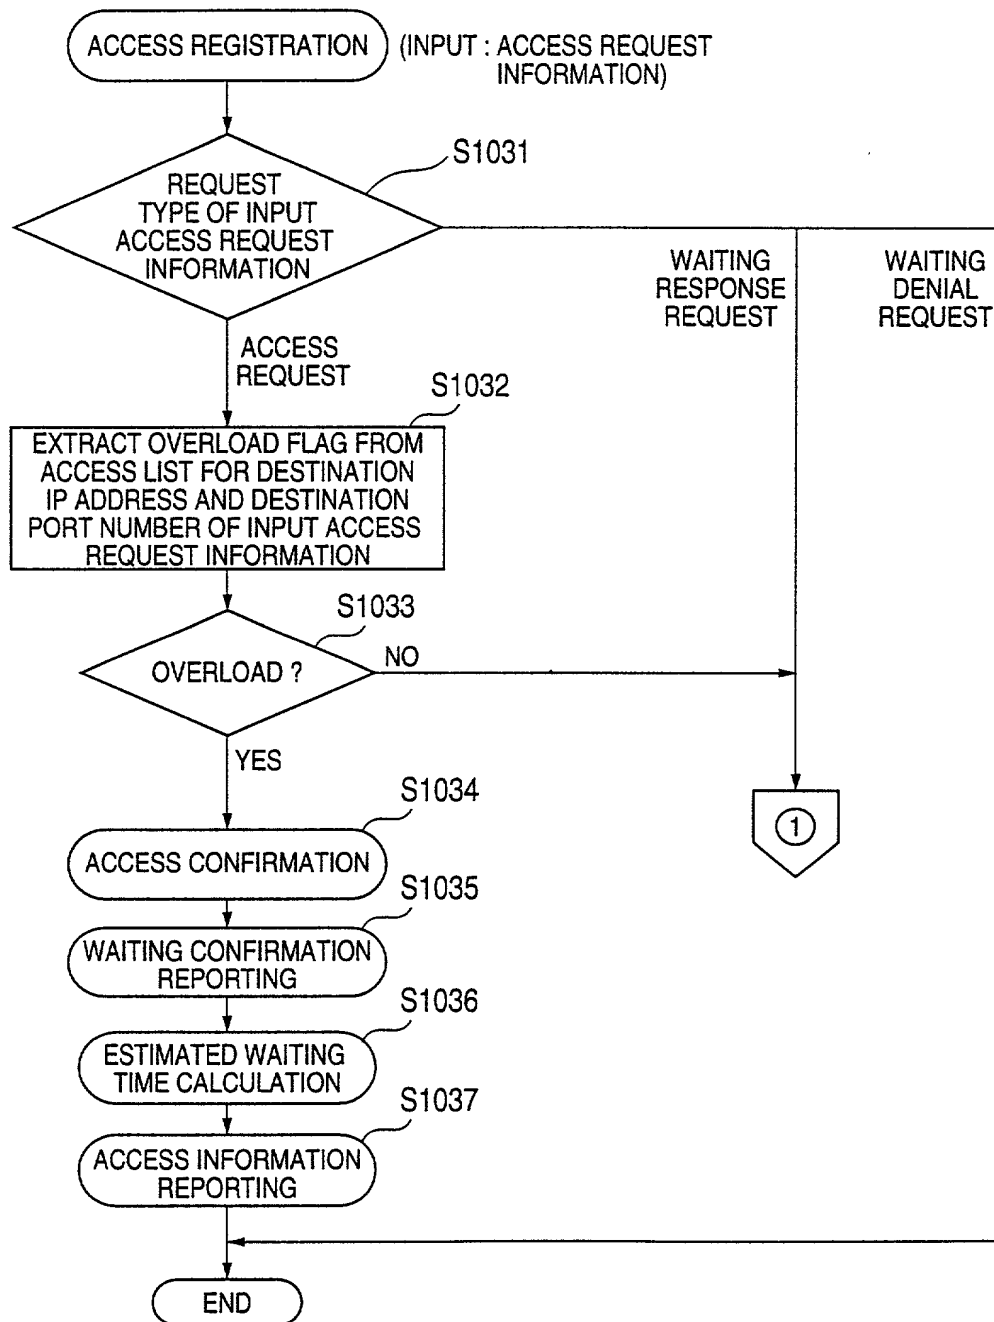 ACCESS REGISTRATION
(INPUT : ACCESS REQUEST
INFORMATION)
S1031
REQUEST
TYPE OF INPUT
ACCESS REQUEST
INFORMATION
WAITING
RESPONSE
REQUEST
WAITING
DENIAL
REQUEST
ACCESS
REQUEST
S1032
EXTRACT OVERLOAD FLAG FROM
ACCESS LIST FOR DESTINATION
IP ADDRESS AND DESTINATION
PORT NUMBER OF INPUT ACCESS
REQUEST INFORMATION
S1033
OVERLOAD ?
NO
YES
S1034
ACCESS CONFIRMATION
1
S1035
WAITING CONFIRMATION
REPORTING
S1036
ESTIMATED WAITING
TIME CALCULATION
S1037
ACCESS INFORMATION
REPORTING
END